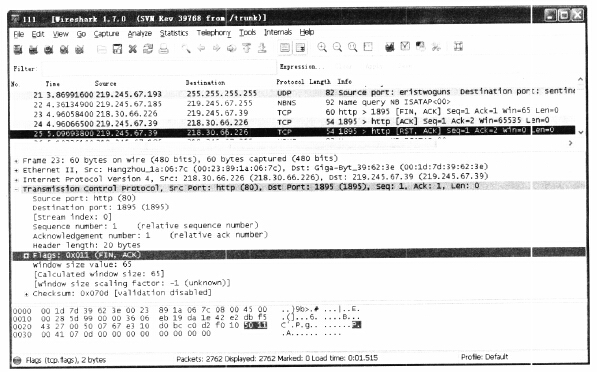 111 [Wireshark 1.7.0 (SVN Rev 39768 from /trunk)]
File Edit View Go Capture Analyze Statistics Telephony Tools Internals Help
Filter: Expression...
No Time Source Destination Protocol Length Info
21 3.86991600 219.245.67.193 255.255.255.255 UDP 82 Source port: eristwoguns Destination port: sentine
22 4.36134900 219.245.67.185 219.245.67.255 NBNS 92 Name query NB ISATAP<00>
23 4.96058400 218.30.66.226 219.245.67.39 TCP 60 http > 1895 [FIN, ACK] Seq=1 Ack=1 Win=65 Len=0
24 4.96066500 219.245.67.39 218.30.66.226 TCP 54 1895 > http [ACK] Seq=1 Ack=2 Win=65535 Len=0
25 5.09693800 219.245.67.39 218.30.66.226 TCP 54 1895 > http [RST, ACK] Seq=1 Ack=2 Win=0 Len=0
+ Frame 23: 60 bytes on wire (480 bits), 60 bytes captured (480 bits)
+ Ethernet II, Src: Hangzhou_1a:06:7c (00:23:89:1a:06:7c), Dst: Giga-Byt_39:62:3e (00:1d:7d:39:62:3e)
+ Internet Protocol Version 4, Src: 218.30.66.226 (218.30.66.226), Dst: 219.245.67.39 (219.245.67.39)
- Transmission Control Protocol, Src Port: http (80), Dst Port: 1895 (1895), Seq: 1, Ack: 1, Len: 0
Source port: http (80)
Destination port: 1895 (1895)
[Stream index: 0]
Sequence number: 1 (relative sequence number)
Acknowledgement number: 1 (relative ack number)
Header length: 20 bytes
+ Flags: 0x011 (FIN, ACK)
Window size value: 65
[Calculated window size: 65]
[Window size scaling factor: -1 (unknown)]
+ Checksum: 0x070d [validation disabled]
0000 00 1d 7d 39 62 3e 00 23 89 1a 06 7c 08 00 45 00 ..}9b>.# ...|..E.
0010 00 28 5d 99 00 00 36 06 eb 19 da 1e 42 e2 db f5 .(]...6. ....B...
0020 43 27 00 50 07 67 e3 10 d0 bc c0 d2 f0 10 50 11 C'.P.g.. ......P.
0030 00 41 07 0d 00 00 00 00 00 00 00 00
Flags (tcp.flags), 2 bytes Packets: 2762 Displayed: 2762 Marked: 0 Load time: 0:01.515 Profile: Default